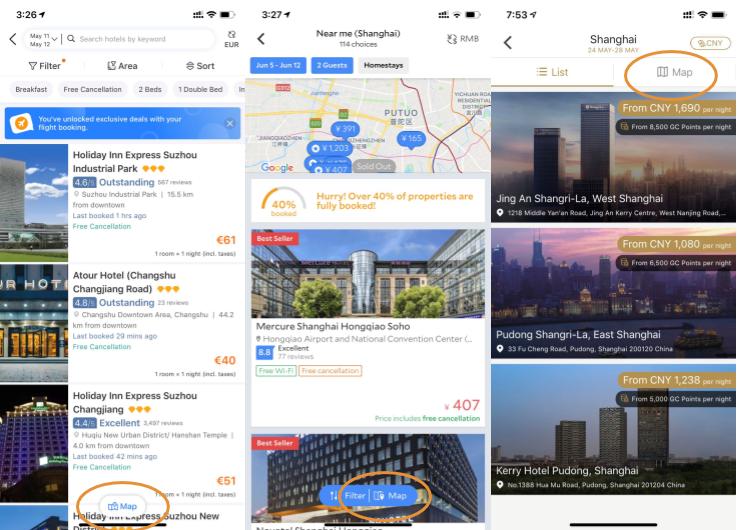 3:26
May 11
May 12
Search hotels by keyword
EUR
Filter
Area
Sort
Breakfast
Free Cancellation
2 Beds
1 Double Bed
You've unlocked exclusive deals with your
flight booking.
Holiday Inn Express Suzhou
Industrial Park
4.6/5 Outstanding 567 reviews
Suzhou Industrial Park | 15.5 km
from downtown
Last booked 1 hrs ago
Free Cancellation
€61
1 room × 1 night (incl. taxes)
Atour Hotel (Changshu
Changjiang Road)
4.8/5 Outstanding 23 reviews
Changshu Downtown Area, Changshu | 44.2
km from downtown
Last booked 29 mins ago
Free Cancellation
€40
1 room × 1 night (incl. taxes)
Holiday Inn Express Suzhou
Changjiang
4.4/5 Excellent 3,497 reviews
Huqiu New Urban District/ Hanshan Temple |
4.0 km from downtown
Last booked 42 mins ago
Free Cancellation
€51
1 room × 1 night (incl. taxes)
Map
Holiday Inn Express Suzhou New
3:27
Near me (Shanghai)
114 choices
RMB
Jun 5 - Jun 12
2 Guests
Homestays
PUTUO
普陀区
¥ 391
¥ 165
¥ 1,203
¥ 407
Sold Out
Google
40%
booked
Hurry! Over 40% of properties are
fully booked!
Best Seller
Mercure Shanghai Hongqiao Soho
Hongqiao Airport and National Convention Center (...
8.8 Excellent
77 reviews
Free Wi-Fi
Free cancellation
¥ 407
Price includes free cancellation
Best Seller
Filter
Map
7:53
Shanghai
24 MAY-28 MAY
CNY
List
Map
From CNY 1,690 per night
From 8,500 GC Points per night
Jing An Shangri-La, West Shanghai
1218 Middle Yan'an Road, Jing An Kerry Centre, West Nanjing Road,...
From CNY 1,080 per night
From 6,500 GC Points per night
Pudong Shangri-La, East Shanghai
33 Fu Cheng Road, Pudong, Shanghai 200120 China
From CNY 1,238 per night
From 5,000 GC Points per night
Kerry Hotel Pudong, Shanghai
No.1388 Hua Mu Road, Pudong, Shanghai 201204 China